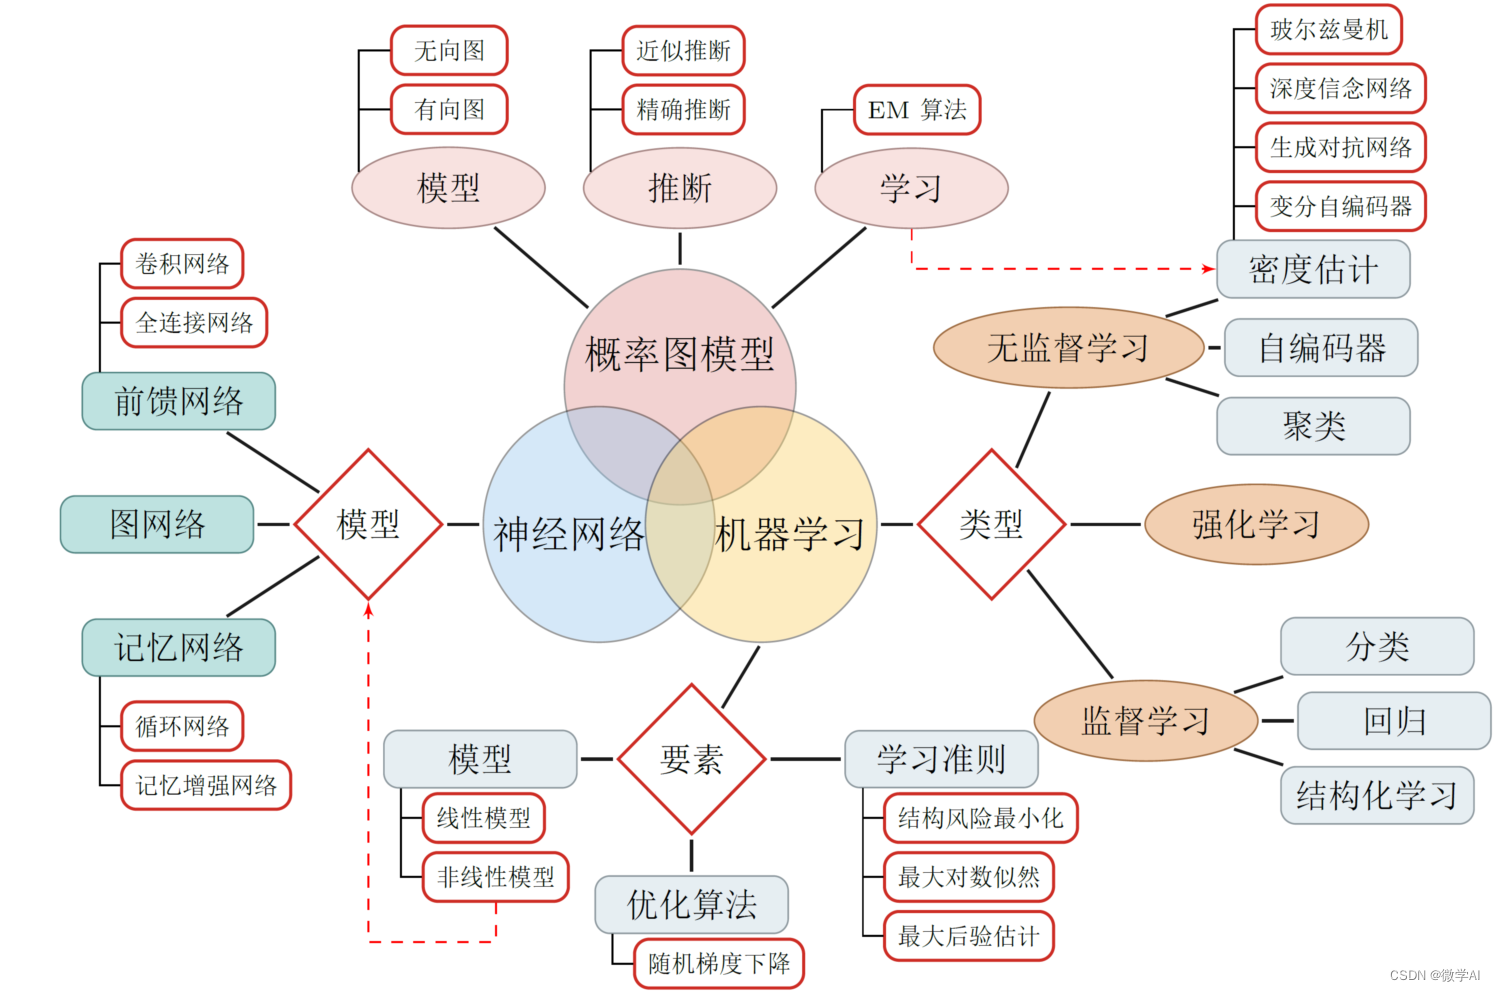 无向图
近似推断
玻尔兹曼机
有向图
精确推断
EM 算法
深度信念网络
生成对抗网络
变分自编码器
模型
推断
学习
卷积网络
全连接网络
密度估计
概率图模型
无监督学习
自编码器
前馈网络
聚类
图网络
模型
神经网络
机器学习
类型
强化学习
记忆网络
分类
循环网络
监督学习
回归
记忆增强网络
模型
要素
学习准则
结构化学习
线性模型
结构风险最小化
非线性模型
最大对数似然
优化算法
最大后验估计
随机梯度下降
CSDN @微学AI